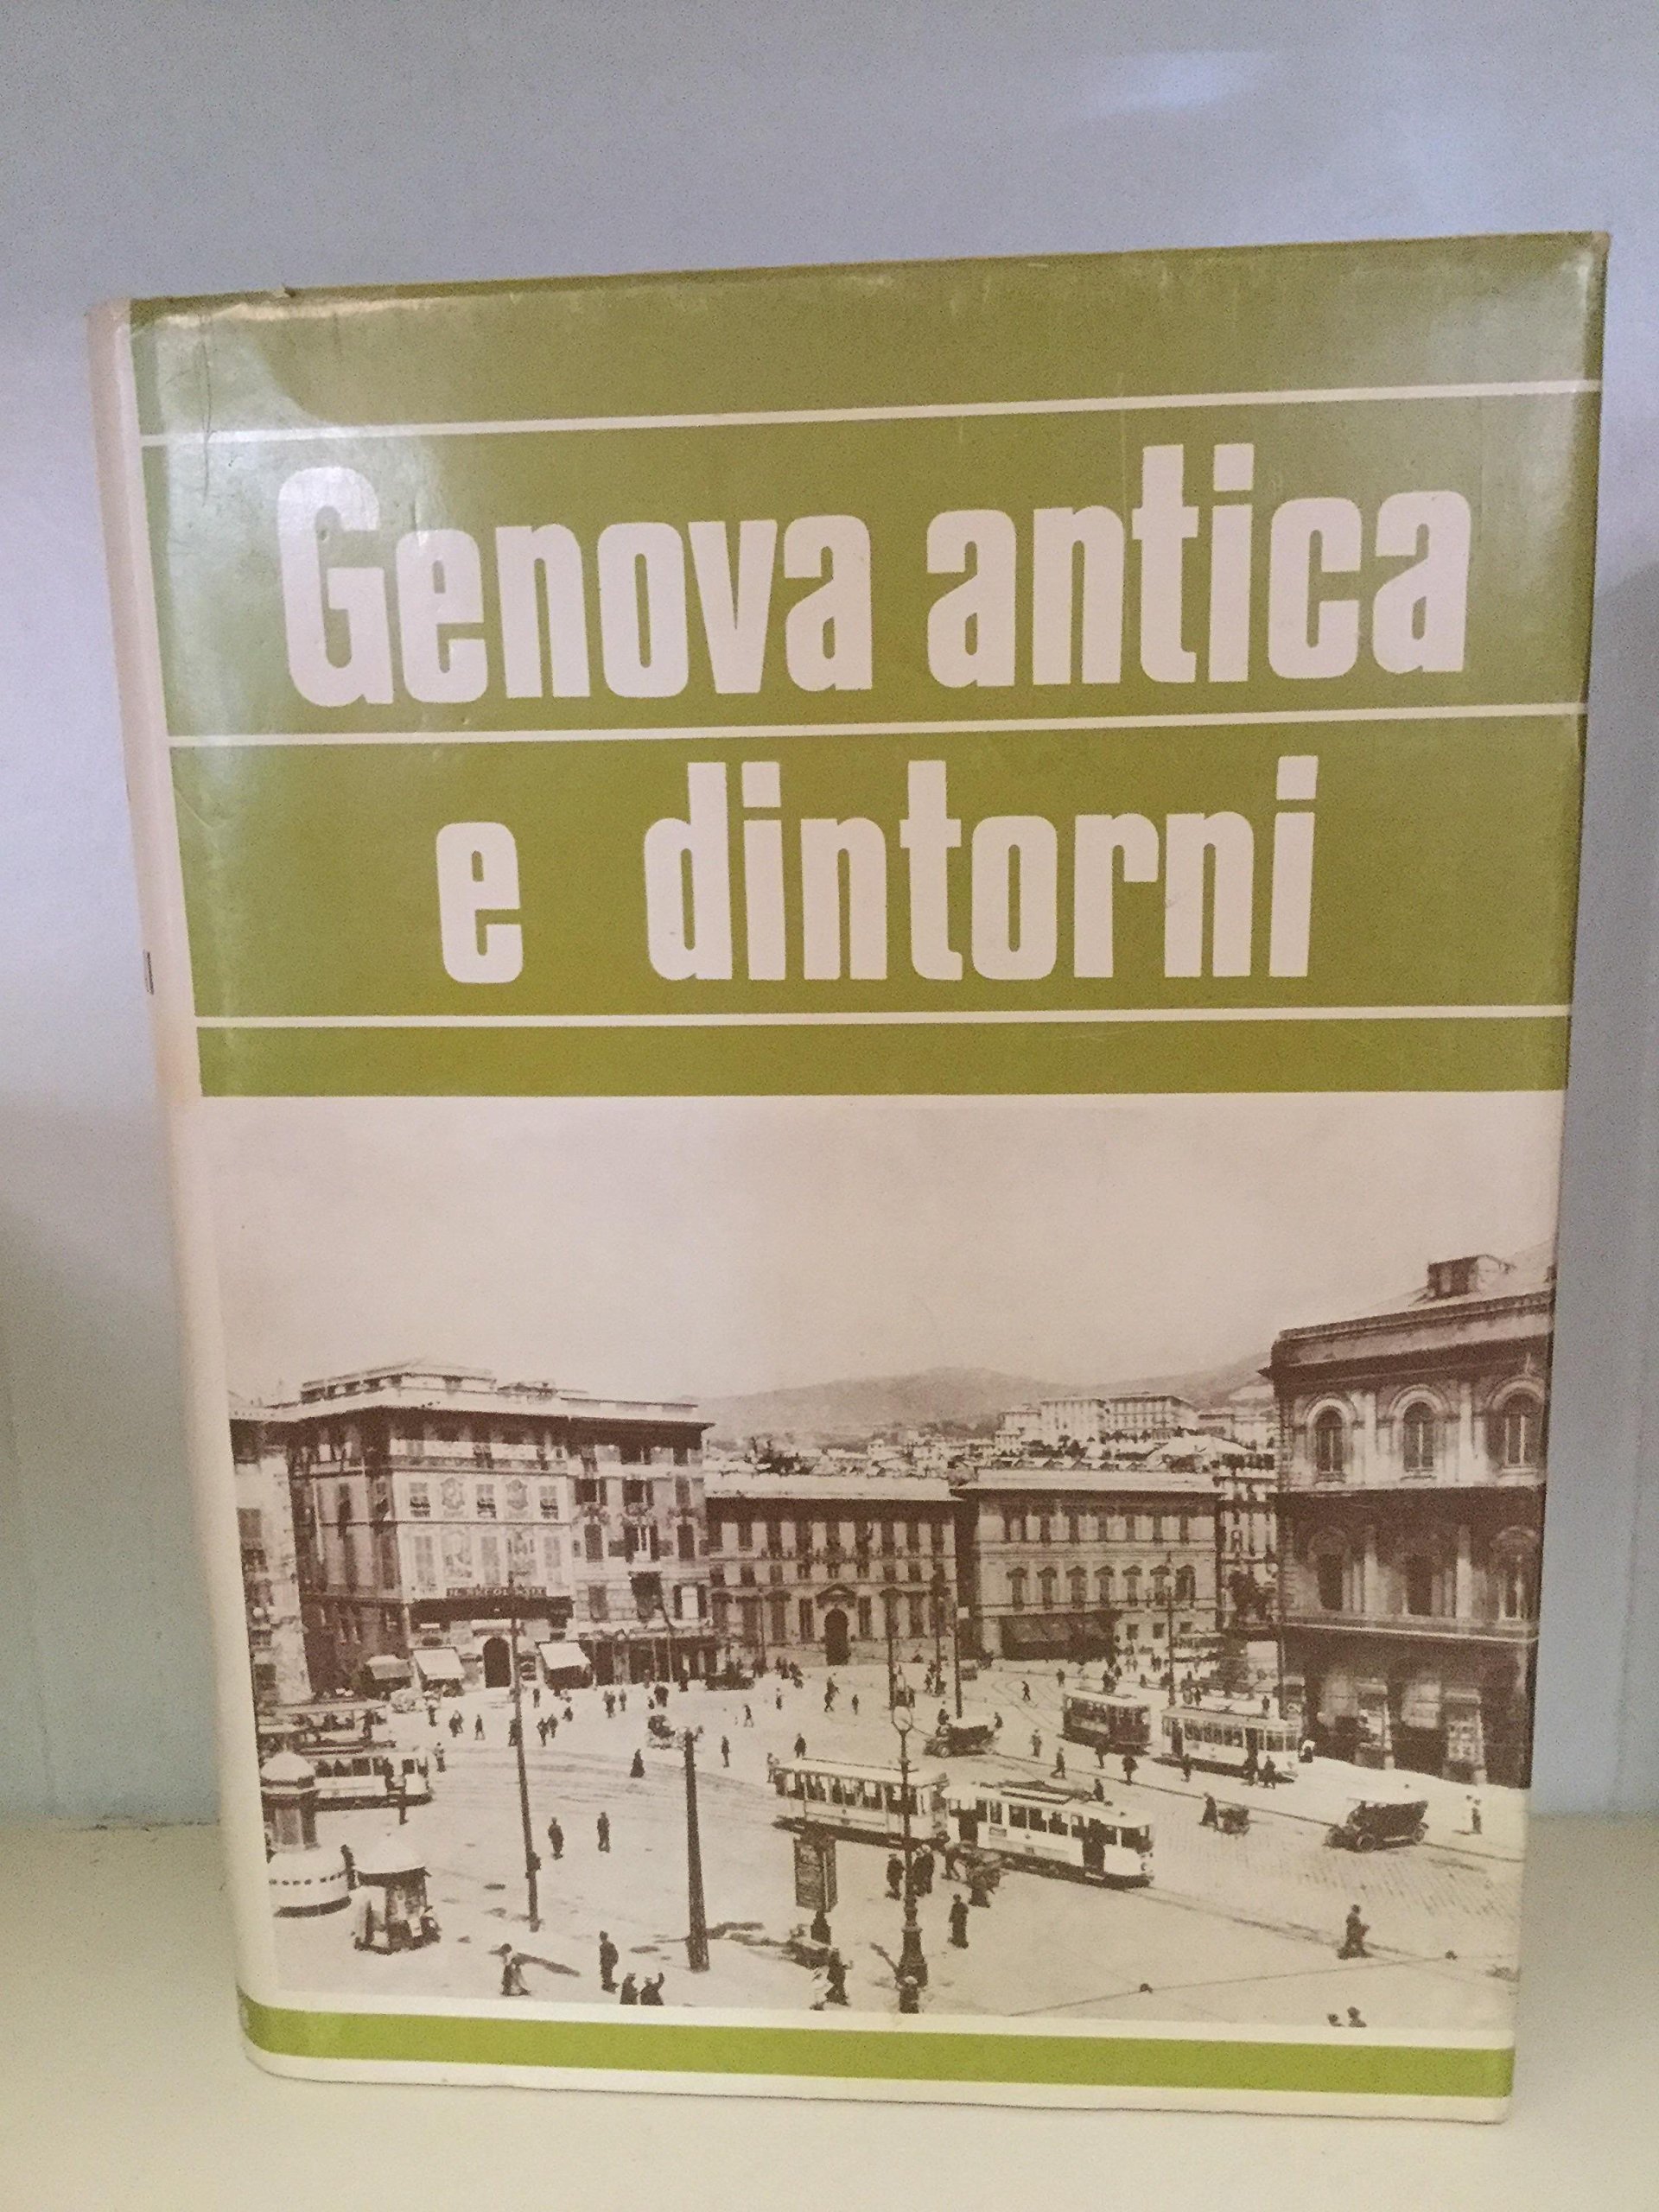 Genova antica
e dintorni